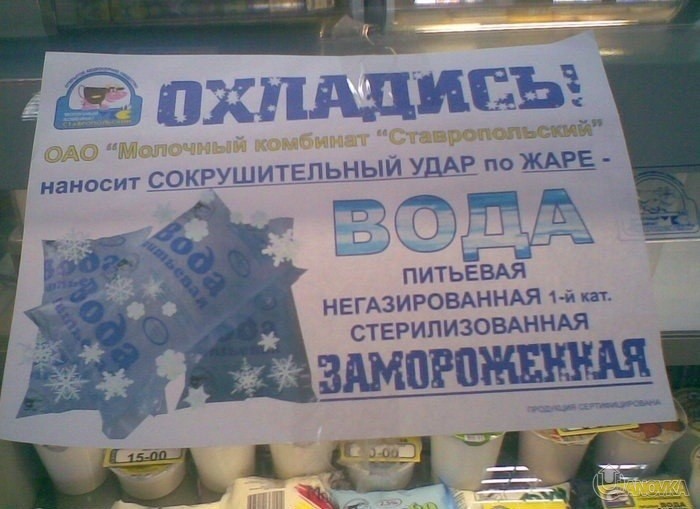 ОХЛАДИСЬ!
ОАО "Молочный комбинат "Ставропольский"
наносит СОКРУШИТЕЛЬНЫЙ УДАР по ЖАРЕ -
ВОДА
ПИТЬЕВАЯ
НЕГАЗИРОВАННАЯ 1-й кат.
СТЕРИЛИЗОВАННАЯ
ЗАМОРОЖЕННАЯ
вода
питьевая
вода
ПРОДУКЦИЯ СЕРТИФИЦИРОВАНА
15-00